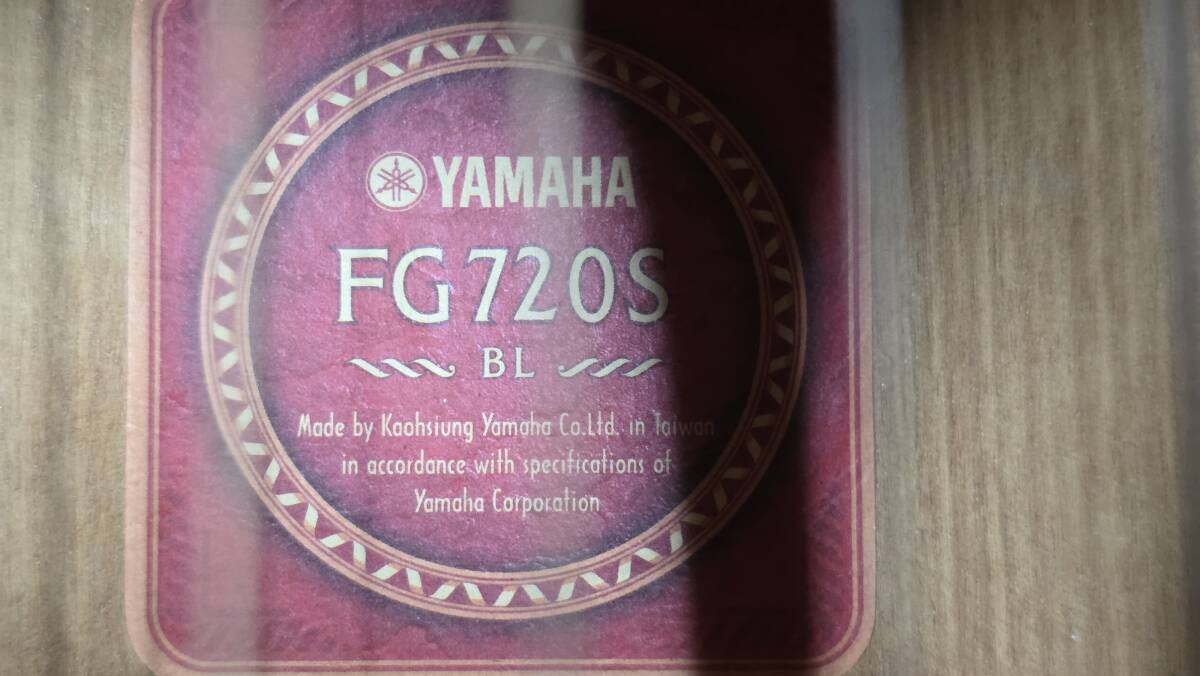 YAMAHA
FG720S
BL
Made by Kaohsiung Yamaha Co.Ltd. in Taiwan
in accordance with specifications of
Yamaha Corporation